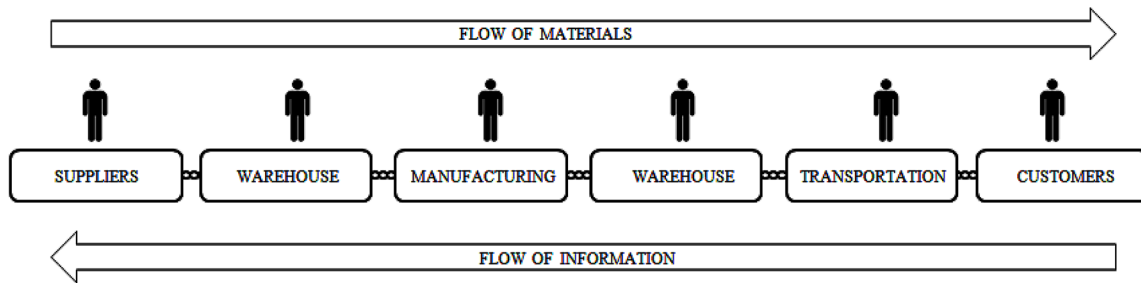 FLOW OF MATERIALS
SUPPLIERS
WAREHOUSE
MANUFACTURING
WAREHOUSE
TRANSPORTATION
CUSTOMERS
FLOW OF INFORMATION